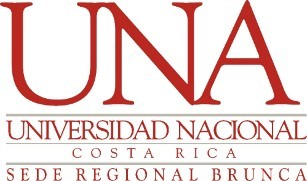 UNA
UNIVERSIDAD NACIONAL
COSTA RICA
SEDE REGIONAL BRUNCA